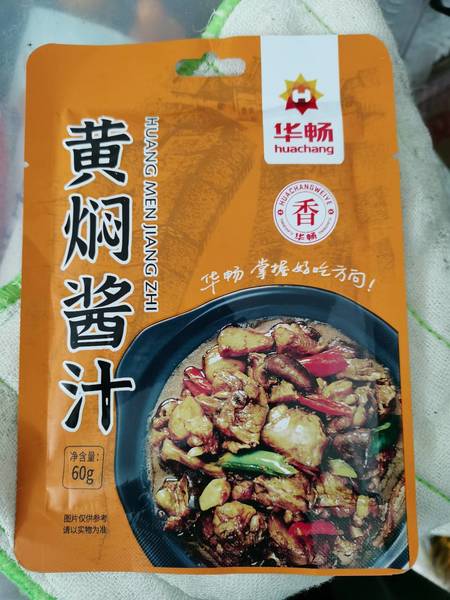 华畅
huachang
黄焖酱汁
HUANG MEN JIANG ZHI
HUACHANGWEIYE
香
华畅
华畅 掌握好吃方向!
净含量:
60g
图片仅供参考
请以实物为准